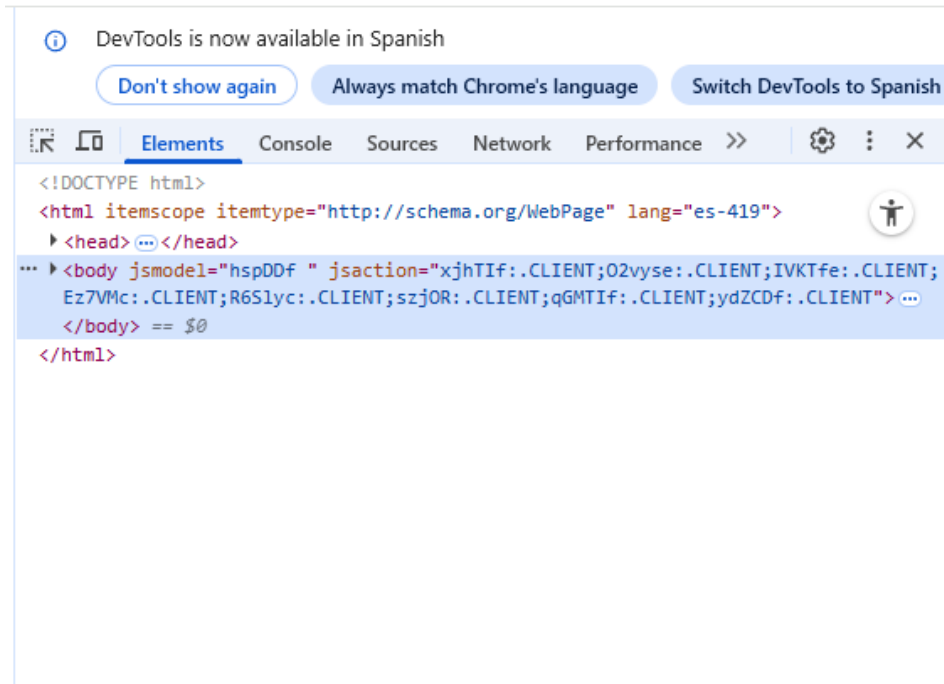 DevTools is now available in Spanish
Don't show again Always match Chrome's language Switch DevTools to Spanish
Elements Console Sources Network Performance
<!DOCTYPE html>
<html itemscope itemtype="http://schema.org/WebPage" lang="es-419">
<head>…</head>
… <body jsmodel="hspDDf " jsaction="xjhTIf:.CLIENT;O2vyse:.CLIENT;IVKTfe:.CLIENT;
Ez7VMc:.CLIENT;R6Slyc:.CLIENT;szjOR:.CLIENT;qGMTIf:.CLIENT;ydZCDf:.CLIENT">…
</body> == $0
</html>